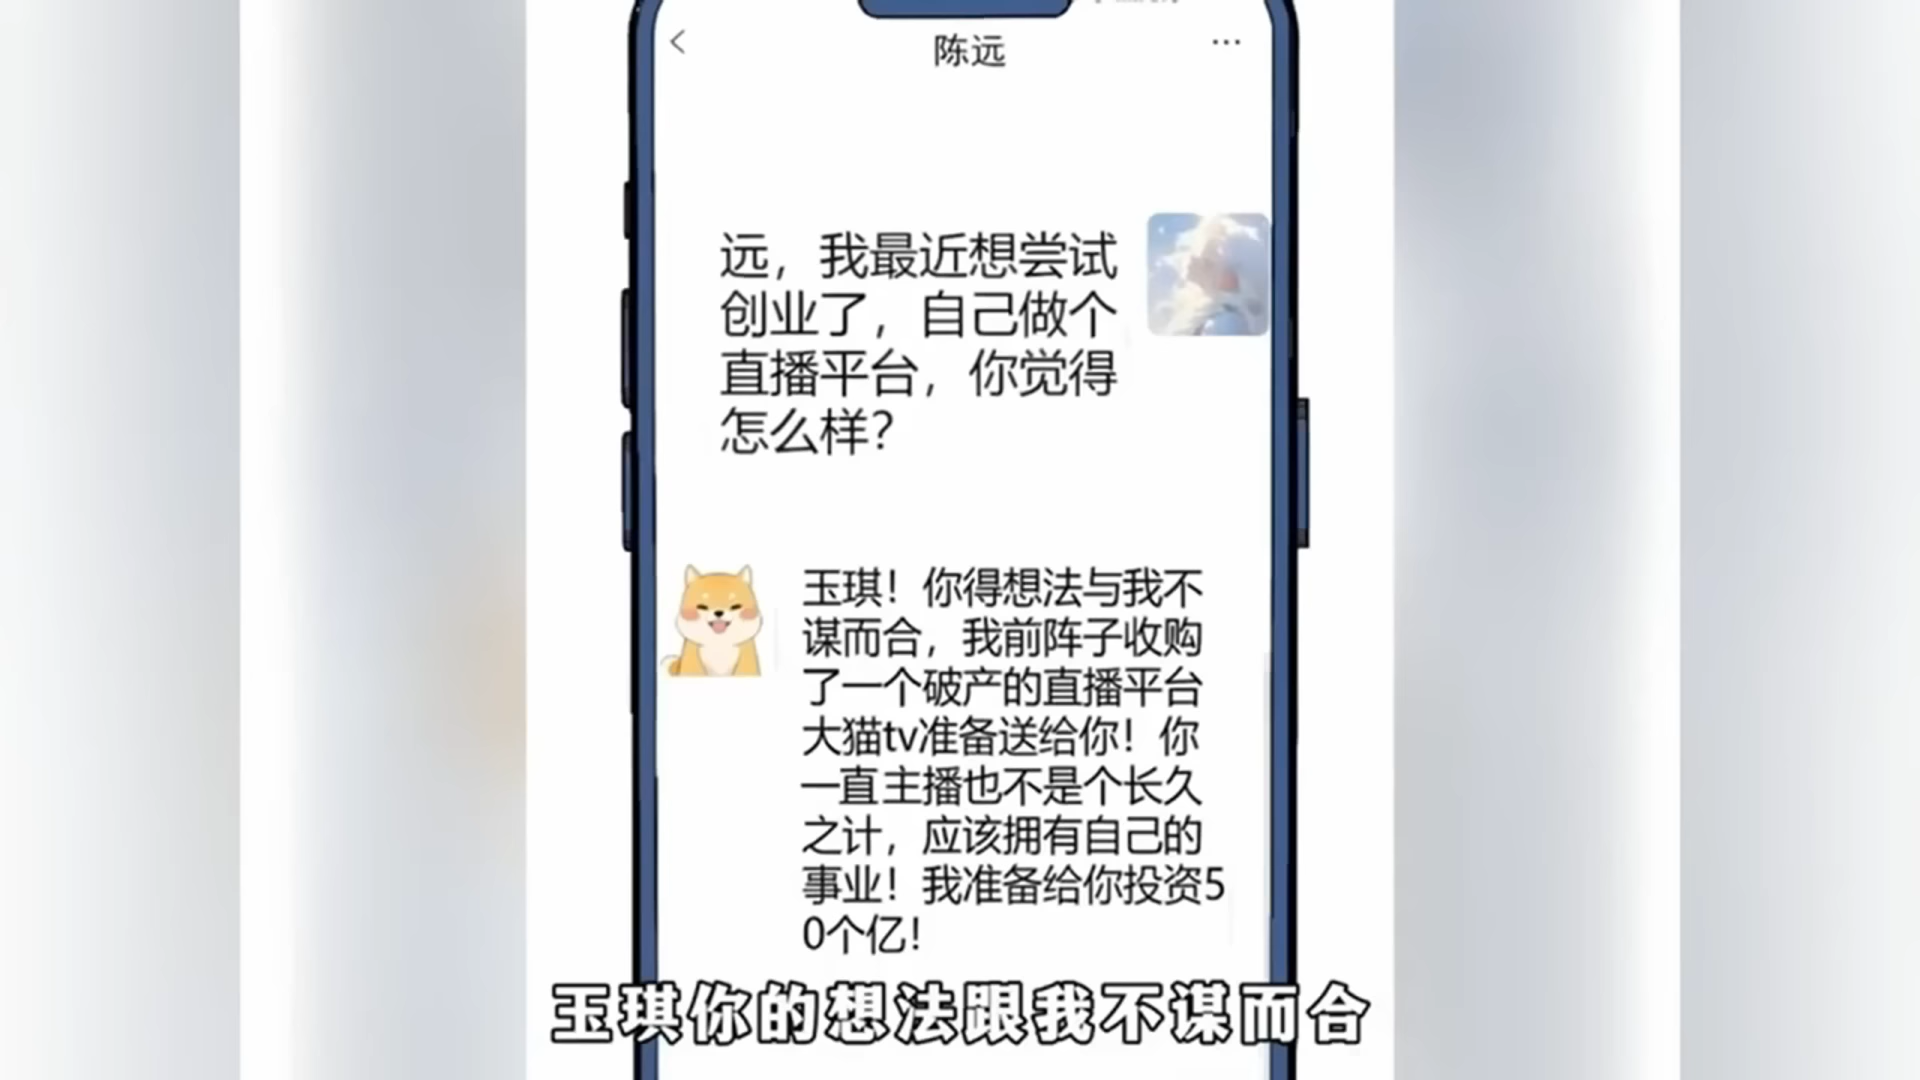 陈远
远，我最近想尝试
创业了，自己做个
直播平台，你觉得
怎么样？
玉琪！你得想法与我不
谋而合，我前阵子收购
了一个破产的直播平台
大猫tv准备送给你！你
一直主播也不是个长久
之计，应该拥有自己的
事业！我准备给你投资5
0个亿！
玉琪你的想法跟我不谋而合